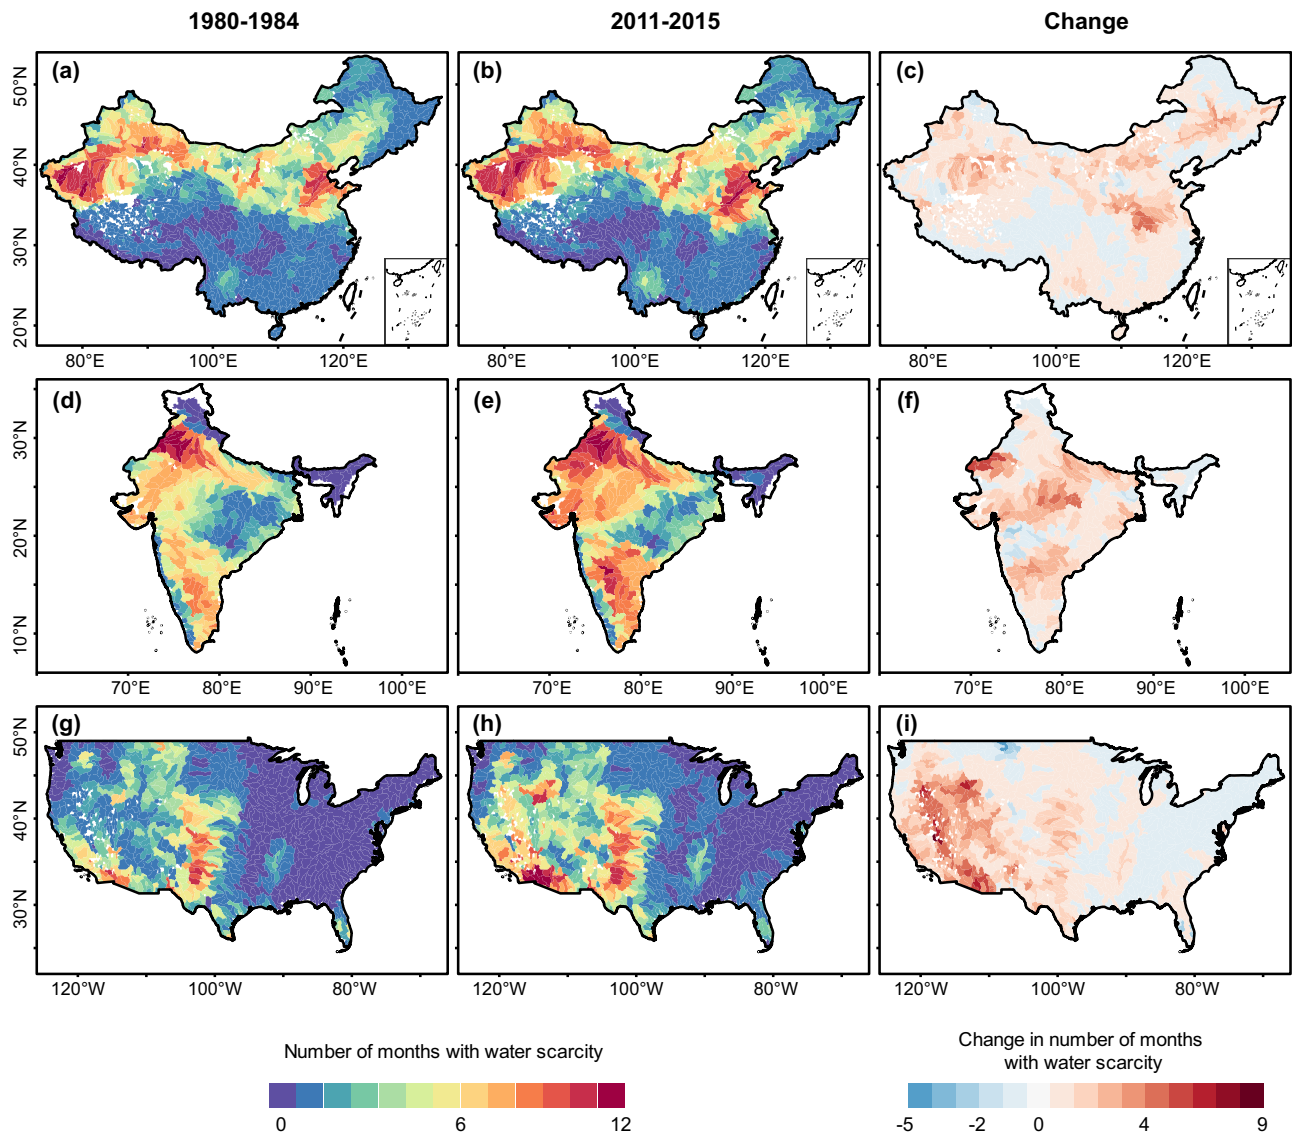 1980-1984 2011-2015 Change
(a) (b) (c)
50°N
40°N
30°N
20°N
80°E 100°E 120°E 80°E 100°E 120°E 80°E 100°E 120°E
(d) (e) (f)
30°N
20°N
10°N
70°E 80°E 90°E 100°E 70°E 80°E 90°E 100°E 70°E 80°E 90°E 100°E
(g) (h) (i)
50°N
40°N
30°N
120°W 100°W 80°W 120°W 100°W 80°W 120°W 100°W 80°W
Number of months with water scarcity
0 6 12
Change in number of months
with water scarcity
-5 -2 0 4 9